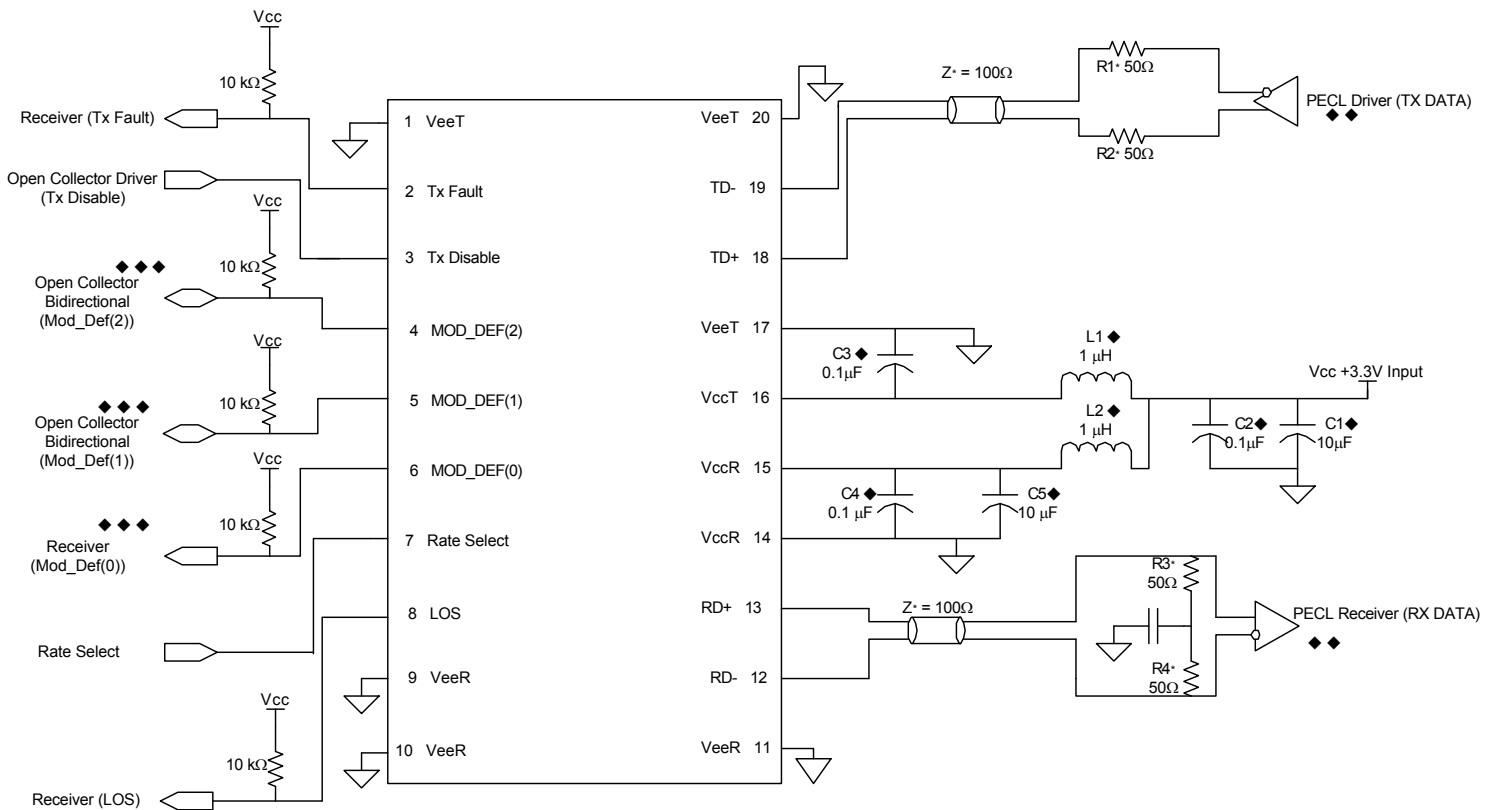 Vcc
10 kΩ
Receiver (Tx Fault)
Open Collector Driver
(Tx Disable)
Vcc
10 kΩ
◆ ◆ ◆
Open Collector
Bidirectional
(Mod_Def(2))
Vcc
10 kΩ
◆ ◆ ◆
Open Collector
Bidirectional
(Mod_Def(1))
Vcc
10 kΩ
◆ ◆ ◆
Receiver
(Mod_Def(0))
Rate Select
Vcc
10 kΩ
Receiver (LOS)
1 VeeT
2 Tx Fault
3 Tx Disable
4 MOD_DEF(2)
5 MOD_DEF(1)
6 MOD_DEF(0)
7 Rate Select
8 LOS
9 VeeR
10 VeeR
VeeT 20
TD- 19
TD+ 18
VeeT 17
VccT 16
VccR 15
VccR 14
RD+ 13
RD- 12
VeeR 11
Z* = 100Ω
R1* 50Ω
R2* 50Ω
PECL Driver (TX DATA)
◆ ◆
C3 ◆
0.1μF
L1 ◆
1 μH
L2 ◆
1 μH
Vcc +3.3V Input
C2◆
0.1μF
C1◆
10μF
C4 ◆
0.1 μF
C5◆
10 μF
Z* = 100Ω
R3*
50Ω
R4*
50Ω
PECL Receiver (RX DATA)
◆ ◆